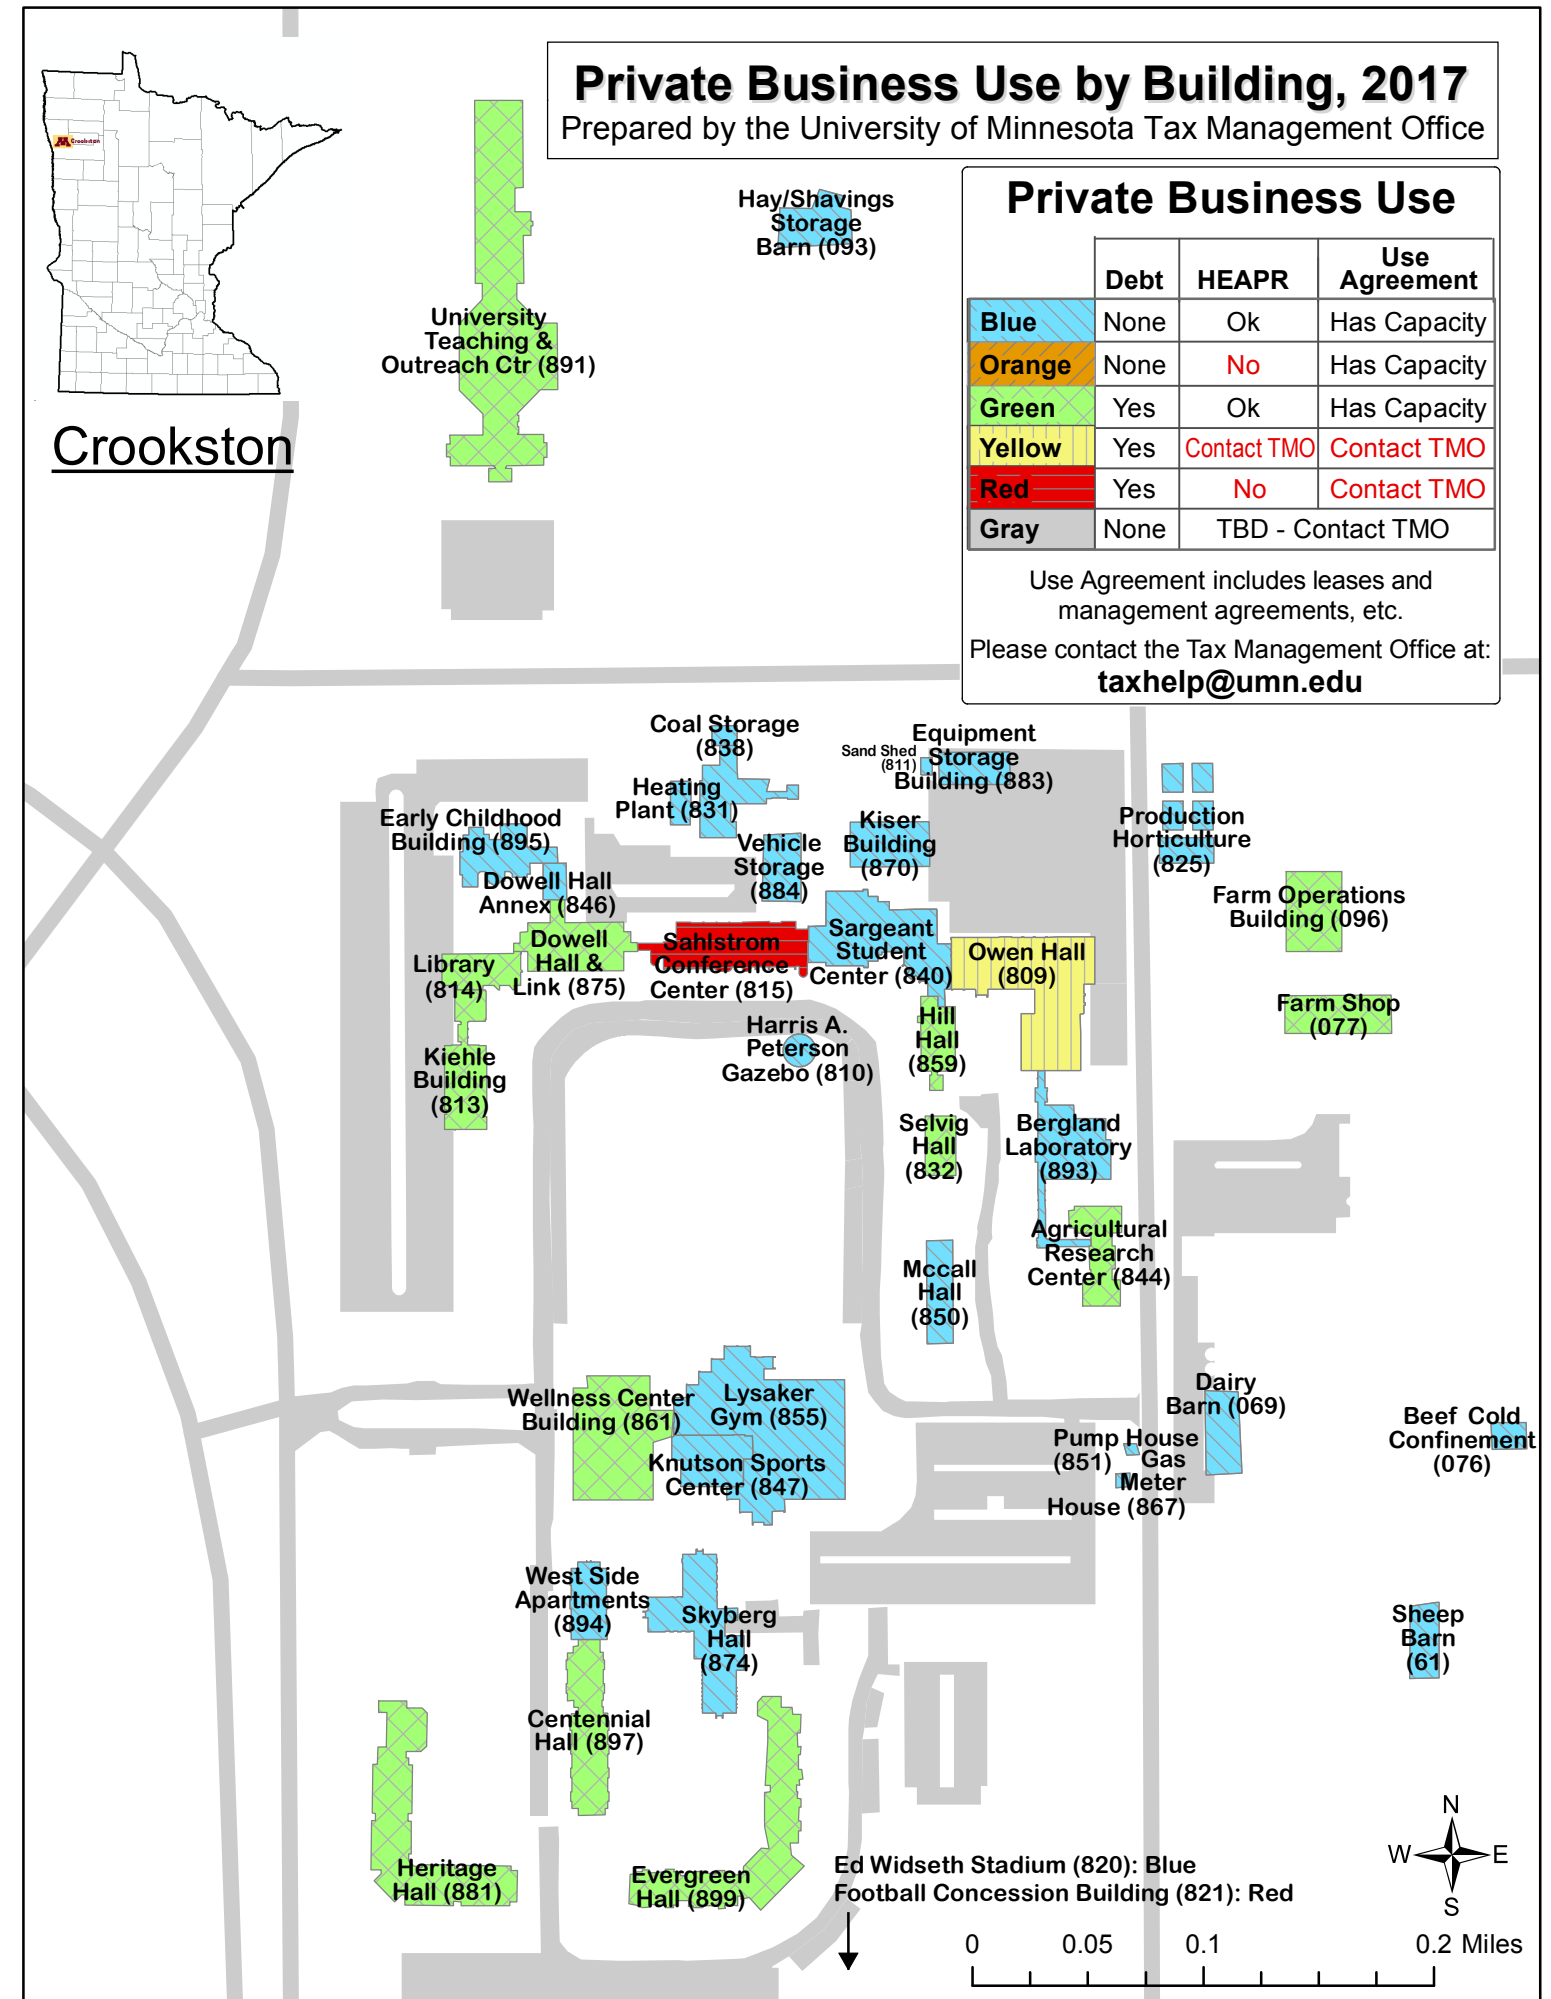 Private Business Use by Building, 2017
Prepared by the University of Minnesota Tax Management Office
Crookston
Crookston
Private Business Use
Debt HEAPR Use Agreement
Blue None Ok Has Capacity
Orange None No Has Capacity
Green Yes Ok Has Capacity
Yellow Yes Contact TMO Contact TMO
Red Yes No Contact TMO
Gray None TBD - Contact TMO
Use Agreement includes leases and
management agreements, etc.
Please contact the Tax Management Office at:
taxhelp@umn.edu
Hay/Shavings
Storage
Barn (093)
University
Teaching &
Outreach Ctr (891)
Coal Storage
(838)
Heating
Plant (831)
Sand Shed
(811)
Equipment
Storage
Building (883)
Early Childhood
Building (895)
Dowell Hall
Annex (846)
Vehicle
Storage
(884)
Kiser
Building
(870)
Production
Horticulture
(825)
Farm Operations
Building (096)
Library
(814)
Dowell
Hall &
Link (875)
Sahlstrom
Conference
Center (815)
Sargeant
Student
Center (840)
Owen Hall
(809)
Farm Shop
(077)
Kiehle
Building
(813)
Harris A.
Peterson
Gazebo (810)
Hill
Hall
(859)
Selvig
Hall
(832)
Bergland
Laboratory
(893)
Agricultural
Research
Center (844)
Mccall
Hall
(850)
Wellness Center
Building (861)
Lysaker
Gym (855)
Knutson Sports
Center (847)
Dairy
Barn (069)
Pump House
(851)
Gas
Meter
House (867)
Beef Cold
Confinement
(076)
West Side
Apartments
(894)
Skyberg
Hall
(874)
Sheep
Barn
(61)
Centennial
Hall (897)
Heritage
Hall (881)
Evergreen
Hall (899)
Ed Widseth Stadium (820): Blue
Football Concession Building (821): Red
N
W E
S
0 0.05 0.1 0.2 Miles